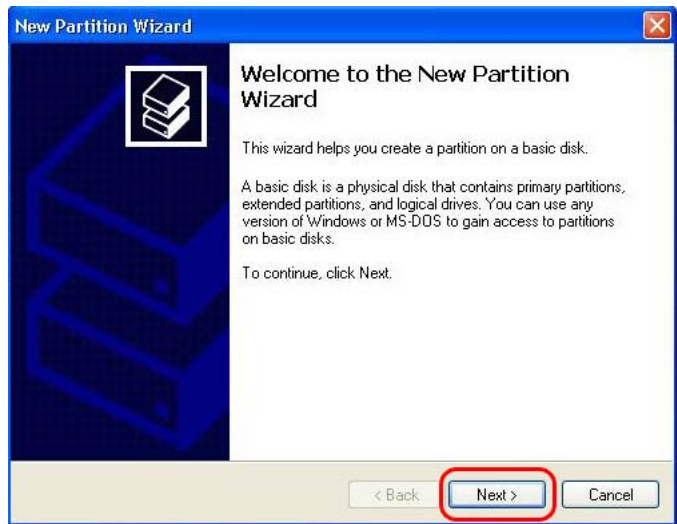 New Partition Wizard
Welcome to the New Partition
Wizard
This wizard helps you create a partition on a basic disk.
A basic disk is a physical disk that contains primary partitions,
extended partitions, and logical drives. You can use any
version of Windows or MS-DOS to gain access to partitions
on basic disks.
To continue, click Next.
< Back Next > Cancel